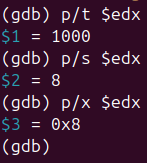 (gdb) p/t $edx
$1 = 1000
(gdb) p/s $edx
$2 = 8
(gdb) p/x $edx
$3 = 0x8
(gdb)